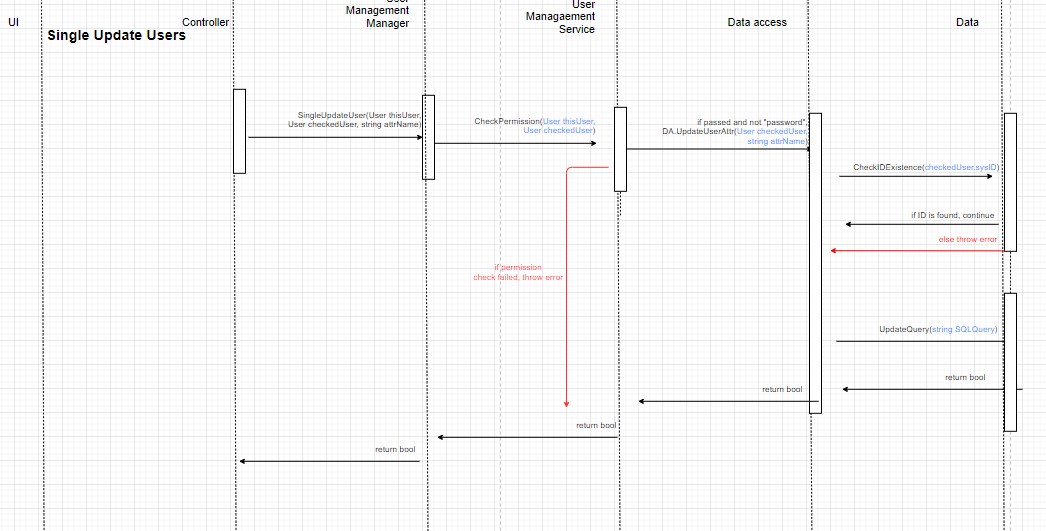 UI
Single Update Users
Controller
User
Management
Manager
User
Managaement
Service
Data access
Data
SingleUpdateUser(User thisUser,
User checkedUser, string attrName)
CheckPermission(User thisUser,
User checkedUser)
if passed and not "password",
DA.UpdateUserAttr(User checkedUser,
string attrName)
CheckIDExistence(checkedUser.sysID)
if ID is found, continue
else throw error
if permission
check failed, throw error
UpdateQuery(string SQLQuery)
return bool
return bool
return bool
return bool